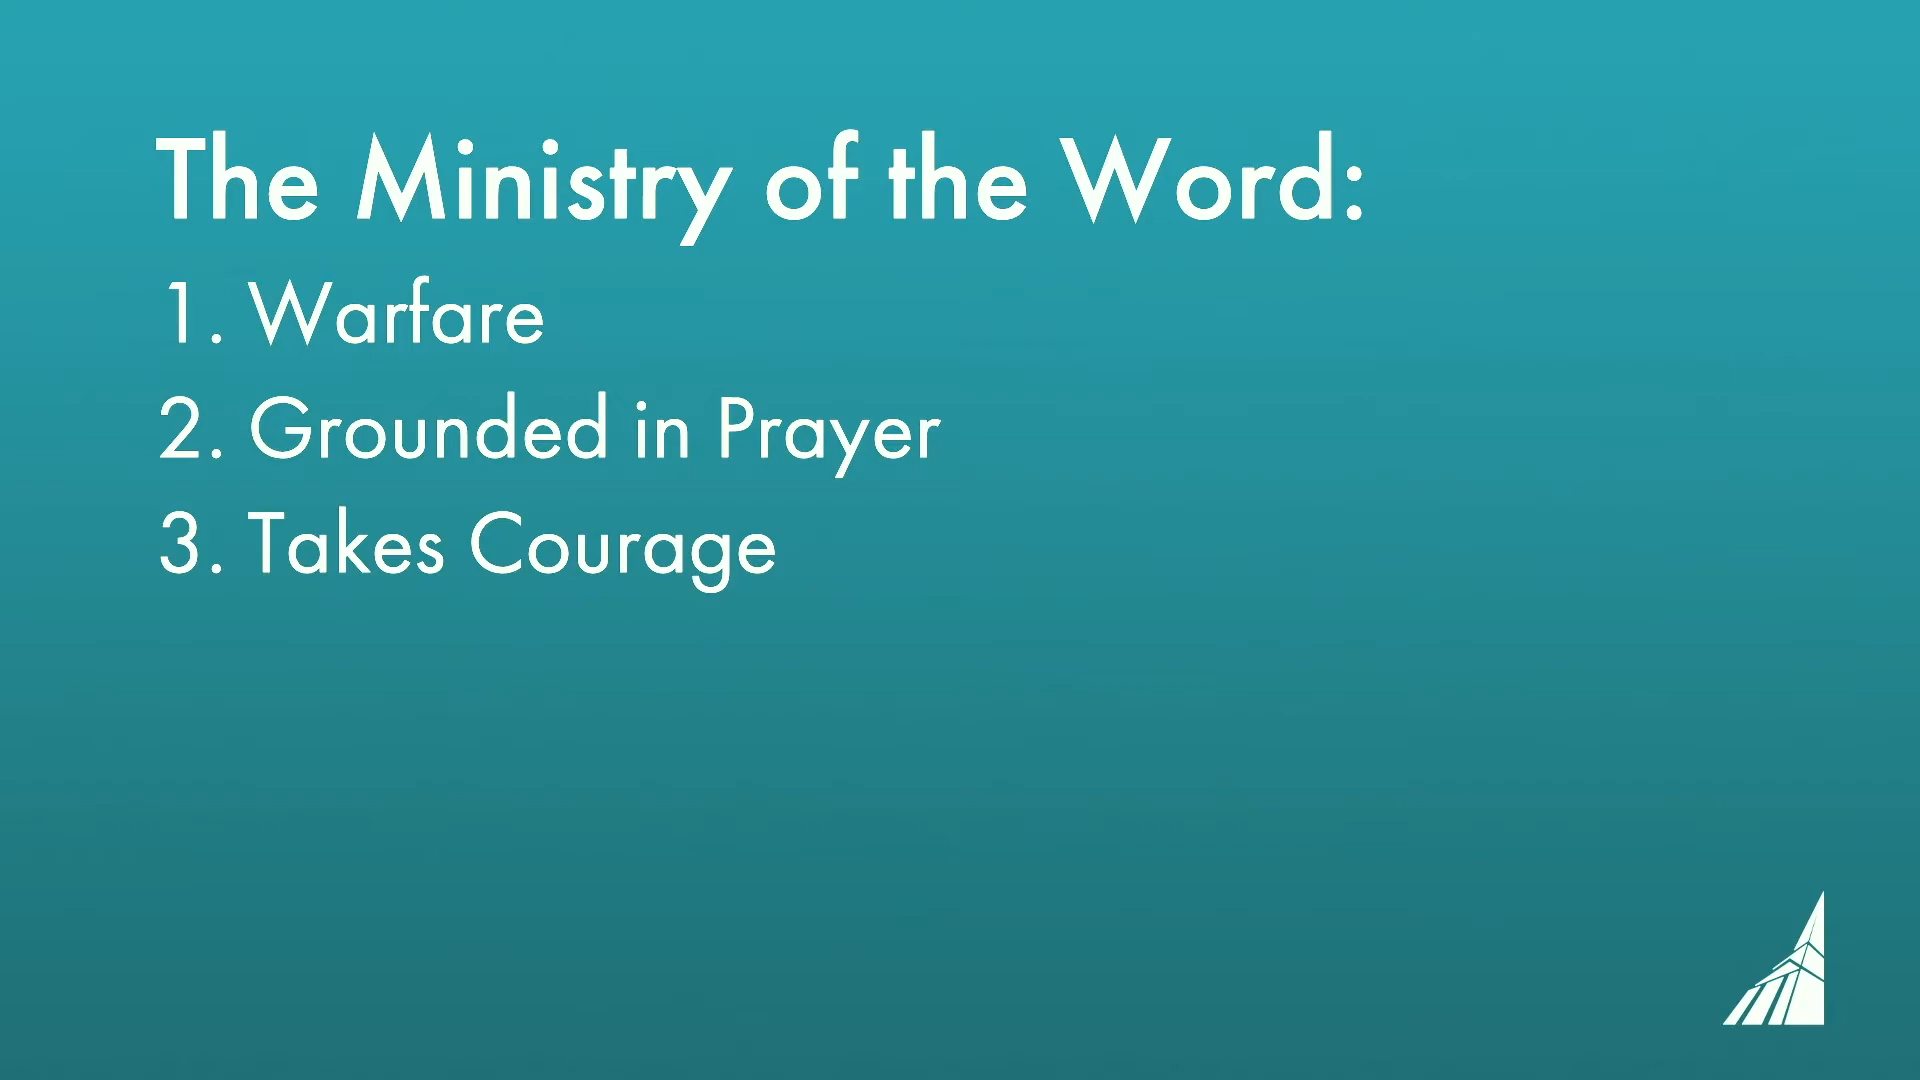 The Ministry of the Word:
1. Warfare
2. Grounded in Prayer
3. Takes Courage